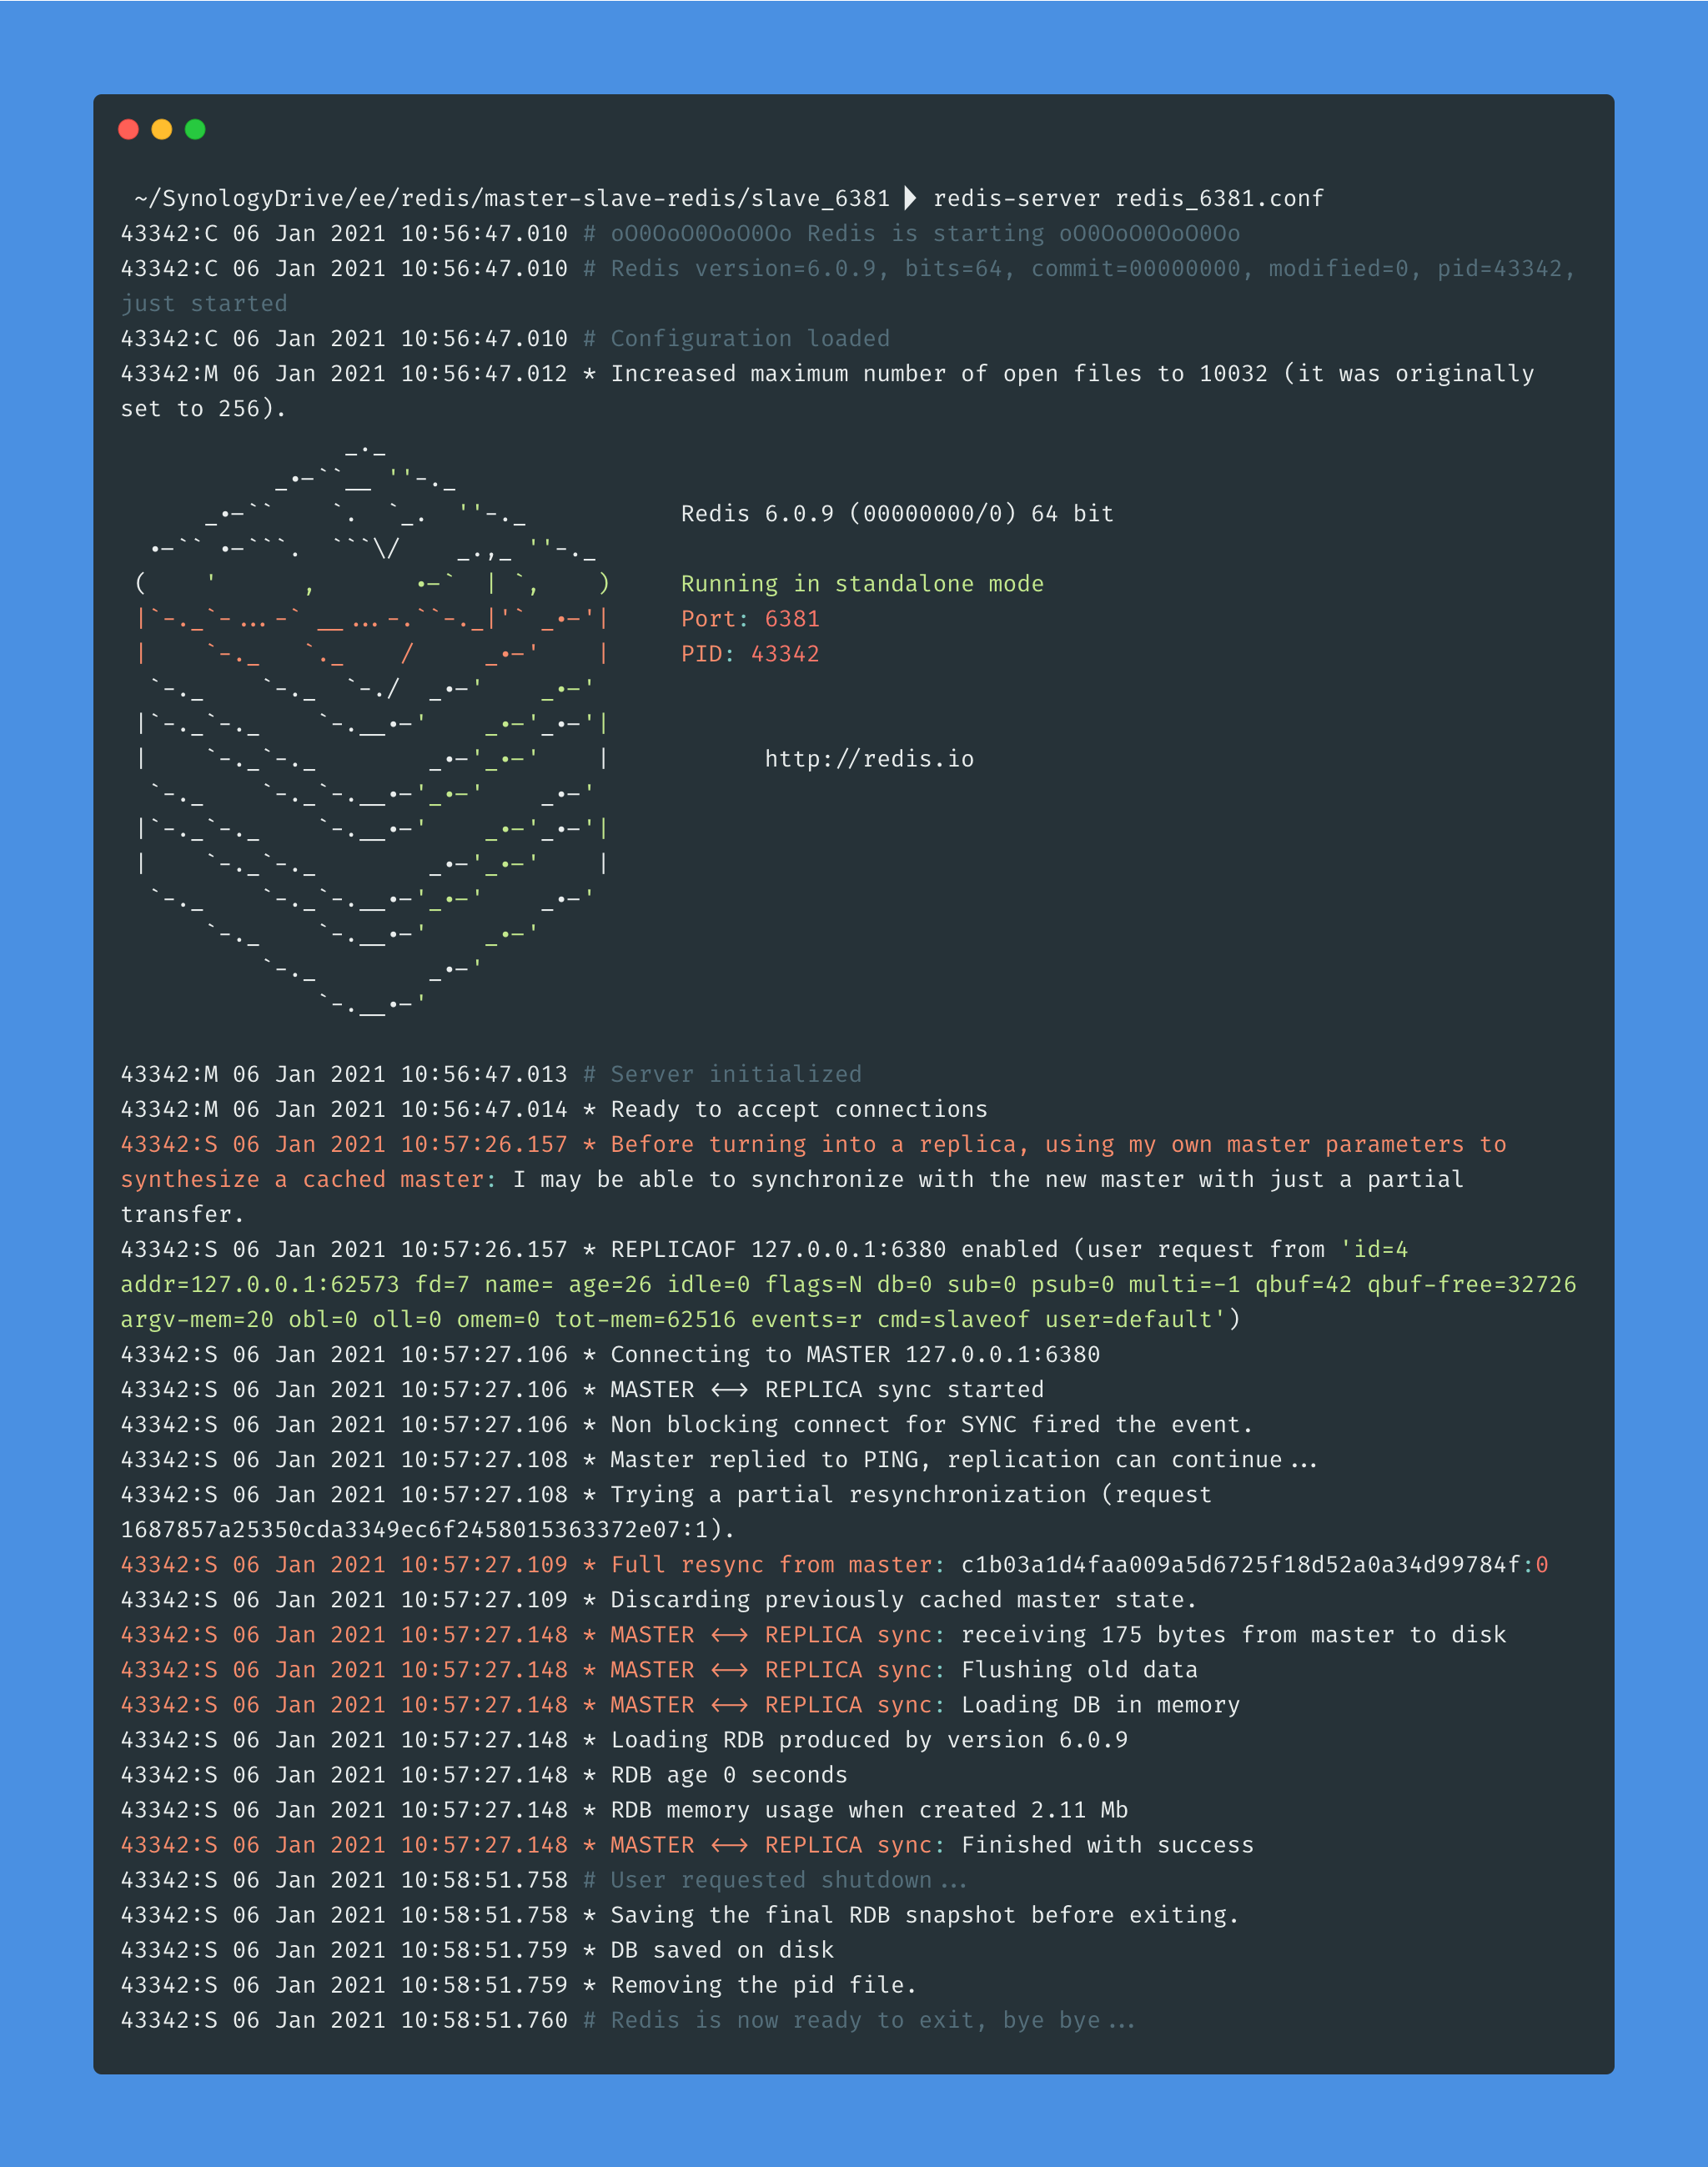 ~/SynologyDrive/ee/redis/master-slave-redis/slave_6381 ▶ redis-server redis_6381.conf
43342:C 06 Jan 2021 10:56:47.010 # oO0OoO0OoO0Oo Redis is starting oO0OoO0OoO0Oo
43342:C 06 Jan 2021 10:56:47.010 # Redis version=6.0.9, bits=64, commit=00000000, modified=0, pid=43342,
just started
43342:C 06 Jan 2021 10:56:47.010 # Configuration loaded
43342:M 06 Jan 2021 10:56:47.012 * Increased maximum number of open files to 10032 (it was originally
set to 256).
Redis 6.0.9 (00000000/0) 64 bit
Running in standalone mode
Port: 6381
PID: 43342
http://redis.io
43342:M 06 Jan 2021 10:56:47.013 # Server initialized
43342:M 06 Jan 2021 10:56:47.014 * Ready to accept connections
43342:S 06 Jan 2021 10:57:26.157 * Before turning into a replica, using my own master parameters to
synthesize a cached master: I may be able to synchronize with the new master with just a partial
transfer.
43342:S 06 Jan 2021 10:57:26.157 * REPLICAOF 127.0.0.1:6380 enabled (user request from 'id=4
addr=127.0.0.1:62573 fd=7 name= age=26 idle=0 flags=N db=0 sub=0 psub=0 multi=-1 qbuf=42 qbuf-free=32726
argv-mem=20 obl=0 oll=0 omem=0 tot-mem=62516 events=r cmd=slaveof user=default')
43342:S 06 Jan 2021 10:57:27.106 * Connecting to MASTER 127.0.0.1:6380
43342:S 06 Jan 2021 10:57:27.106 * MASTER <-> REPLICA sync started
43342:S 06 Jan 2021 10:57:27.106 * Non blocking connect for SYNC fired the event.
43342:S 06 Jan 2021 10:57:27.108 * Master replied to PING, replication can continue...
43342:S 06 Jan 2021 10:57:27.108 * Trying a partial resynchronization (request
1687857a25350cda3349ec6f2458015363372e07:1).
43342:S 06 Jan 2021 10:57:27.109 * Full resync from master: c1b03a1d4faa009a5d6725f18d52a0a34d99784f:0
43342:S 06 Jan 2021 10:57:27.109 * Discarding previously cached master state.
43342:S 06 Jan 2021 10:57:27.148 * MASTER <-> REPLICA sync: receiving 175 bytes from master to disk
43342:S 06 Jan 2021 10:57:27.148 * MASTER <-> REPLICA sync: Flushing old data
43342:S 06 Jan 2021 10:57:27.148 * MASTER <-> REPLICA sync: Loading DB in memory
43342:S 06 Jan 2021 10:57:27.148 * Loading RDB produced by version 6.0.9
43342:S 06 Jan 2021 10:57:27.148 * RDB age 0 seconds
43342:S 06 Jan 2021 10:57:27.148 * RDB memory usage when created 2.11 Mb
43342:S 06 Jan 2021 10:57:27.148 * MASTER <-> REPLICA sync: Finished with success
43342:S 06 Jan 2021 10:58:51.758 # User requested shutdown...
43342:S 06 Jan 2021 10:58:51.758 * Saving the final RDB snapshot before exiting.
43342:S 06 Jan 2021 10:58:51.759 * DB saved on disk
43342:S 06 Jan 2021 10:58:51.759 * Removing the pid file.
43342:S 06 Jan 2021 10:58:51.760 # Redis is now ready to exit, bye bye...